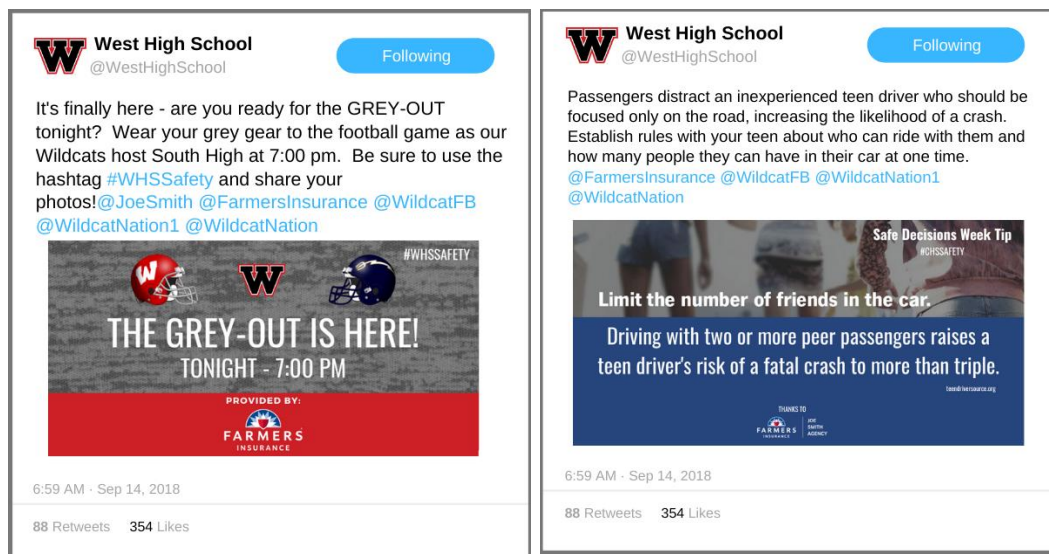 West High School
@WestHighSchool
Following
It's finally here - are you ready for the GREY-OUT
tonight? Wear your grey gear to the football game as our
Wildcats host South High at 7:00 pm. Be sure to use the
hashtag #WHSSafety and share your
photos!@JoeSmith @FarmersInsurance @WildcatFB
@WildcatNation1 @WildcatNation
#WHSSAFETY
W
W
THE GREY-OUT IS HERE!
TONIGHT - 7:00 PM
PROVIDED BY:
FARMERS
INSURANCE
6:59 AM · Sep 14, 2018
88 Retweets 354 Likes
W
West High School
@WestHighSchool
Following
Passengers distract an inexperienced teen driver who should be
focused only on the road, increasing the likelihood of a crash.
Establish rules with your teen about who can ride with them and
how many people they can have in their car at one time.
@FarmersInsurance @WildcatFB @WildcatNation1
@WildcatNation
Safe Decisions Week Tip
#GHSSAFETY
Limit the number of friends in the car.
Driving with two or more peer passengers raises a
teen driver's risk of a fatal crash to more than triple.
teendriversource.org
THANKS TO
FARMERS
INSURANCE
JOE
SMITH
AGENCY
6:59 AM · Sep 14, 2018
88 Retweets 354 Likes